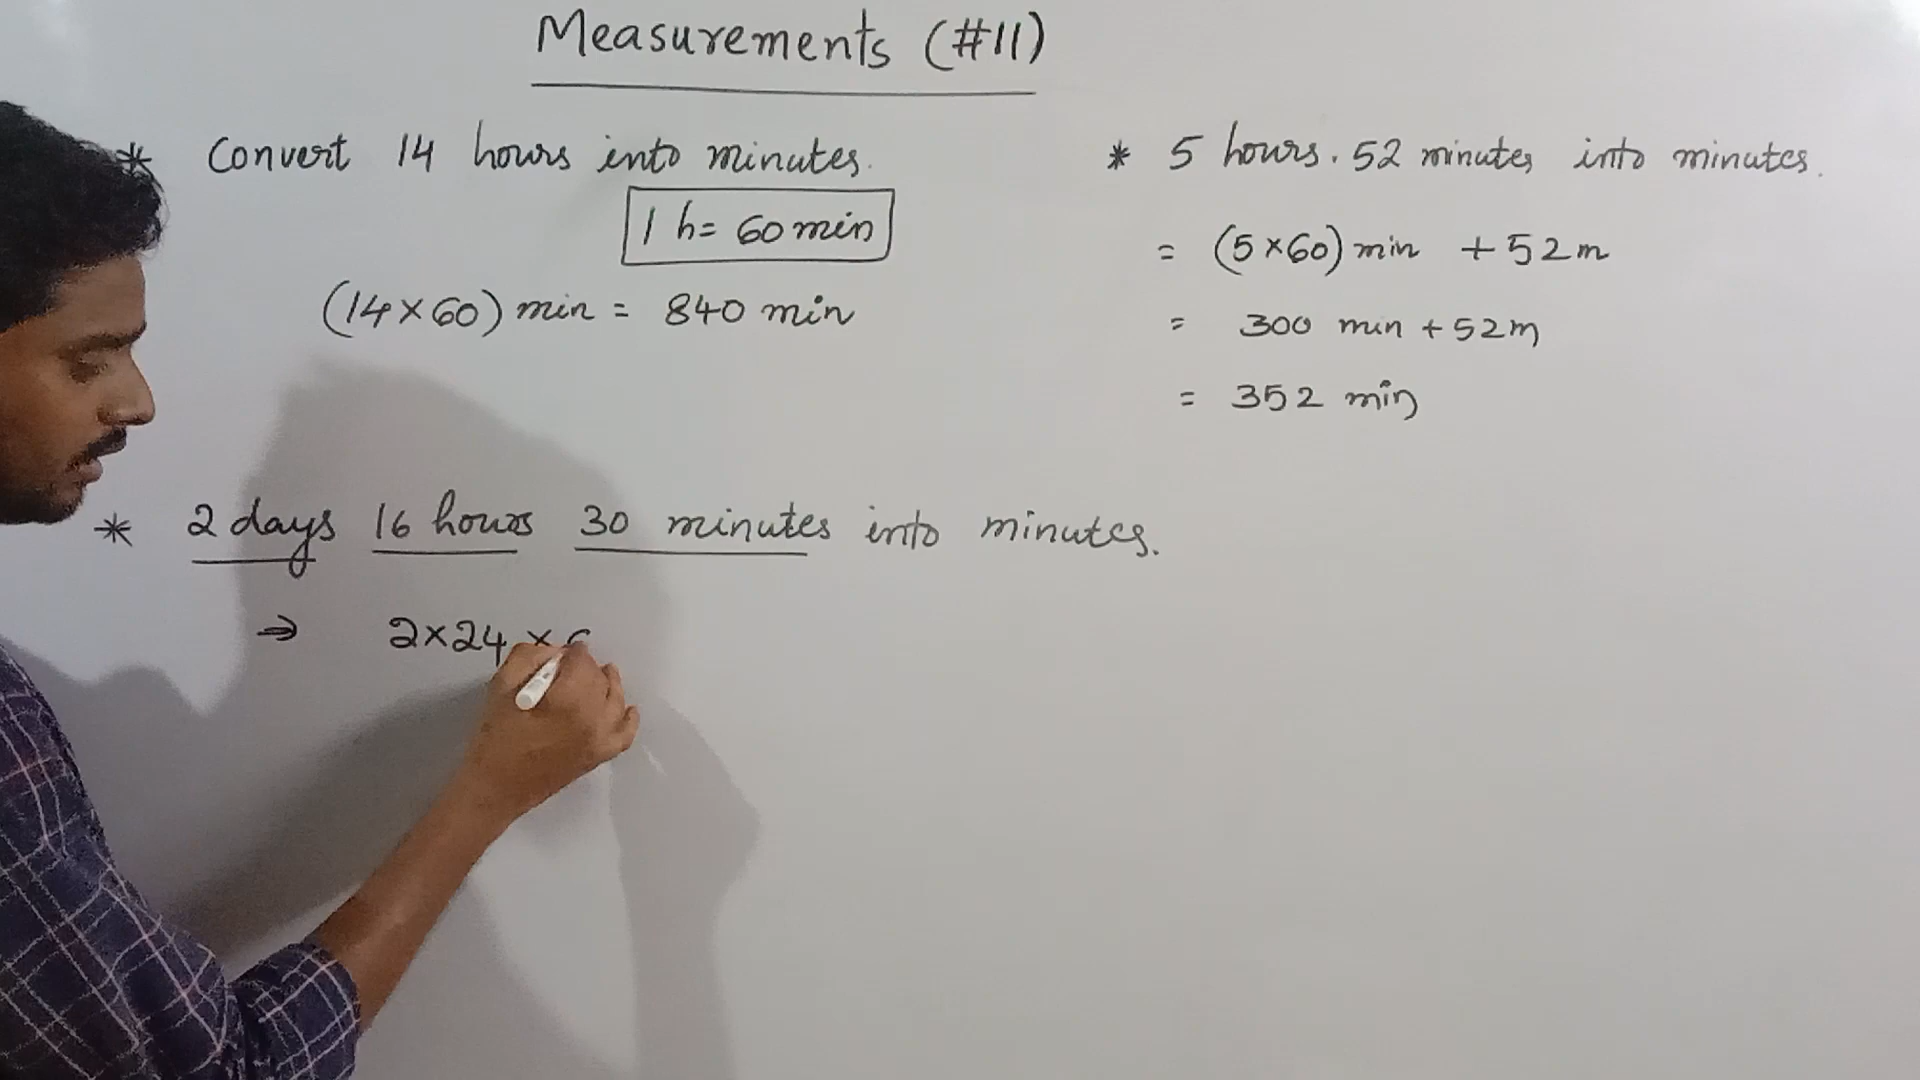 Measurements (#11)
* Convert 14 hours into minutes.
1 h = 60 min
(14×60) min = 840 min
* 5 hours. 52 minutes into minutes.
= (5×60) min + 52m
= 300 min + 52m
= 352 min
* 2 days 16 hours 30 minutes into minutes.
⇒ 2×24 ×